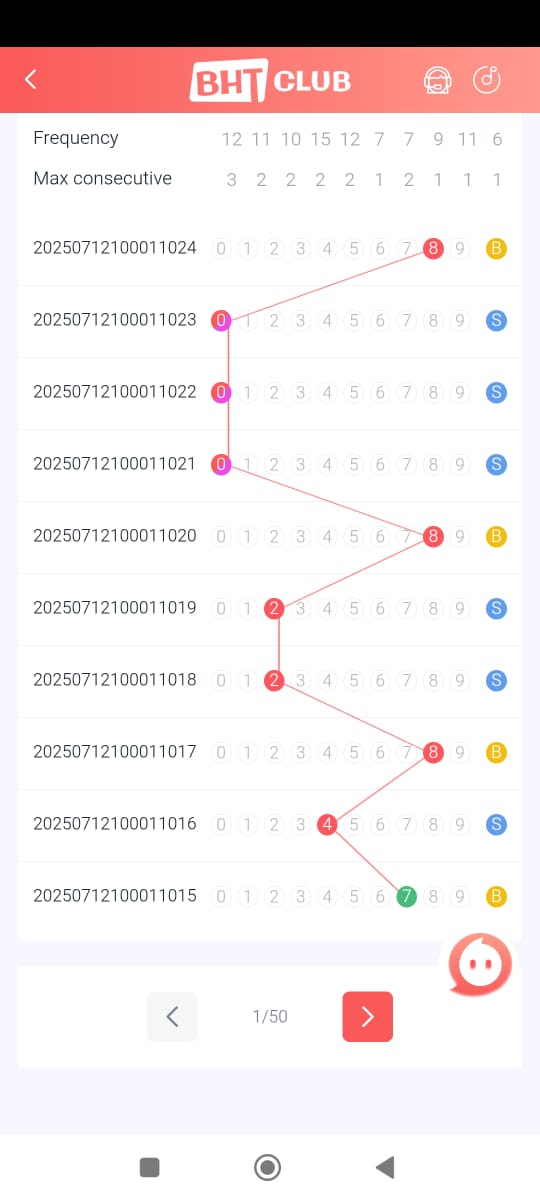 BHT CLUB
Frequency 12 11 10 15 12 7 7 9 11 6
Max consecutive 3 2 2 2 2 1 2 1 1 1
20250712100011024 0 1 2 3 4 5 6 7 8 9 B
20250712100011023 0 1 2 3 4 5 6 7 8 9 S
20250712100011022 0 1 2 3 4 5 6 7 8 9 S
20250712100011021 0 1 2 3 4 5 6 7 8 9 S
20250712100011020 0 1 2 3 4 5 6 7 8 9 B
20250712100011019 0 1 2 3 4 5 6 7 8 9 S
20250712100011018 0 1 2 3 4 5 6 7 8 9 S
20250712100011017 0 1 2 3 4 5 6 7 8 9 B
20250712100011016 0 1 2 3 4 5 6 7 8 9 S
20250712100011015 0 1 2 3 4 5 6 7 8 9 B
1/50